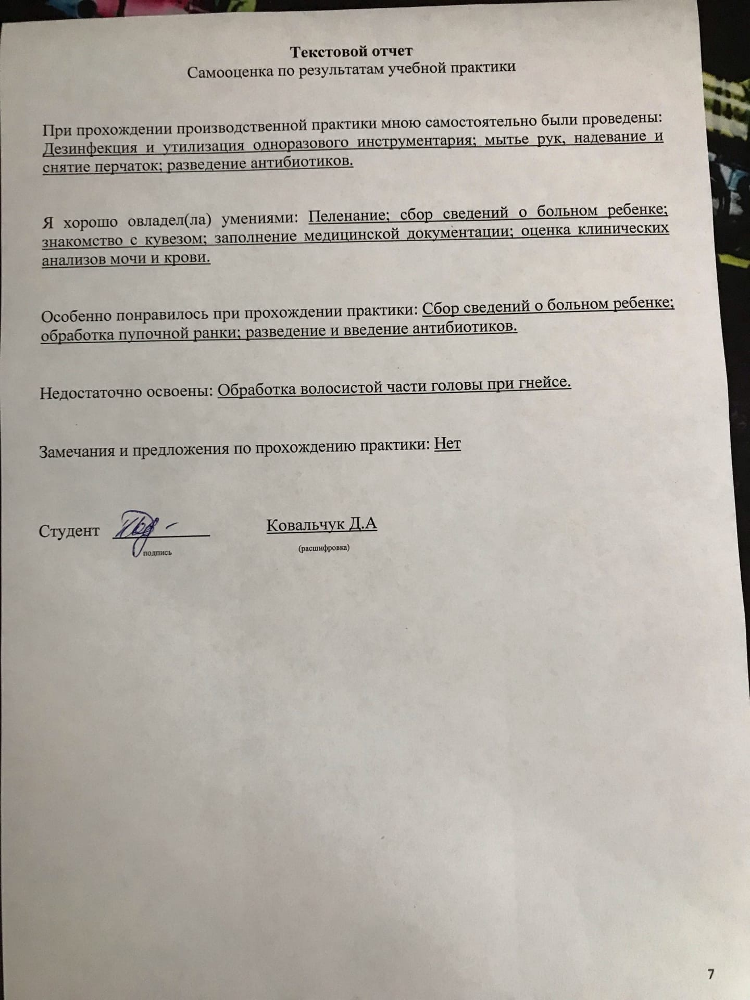 Текстовой отчет
Самооценка по результатам учебной практики
При прохождении производственной практики мною самостоятельно были проведены:
Дезинфекция и утилизация одноразового инструментария; мытье рук, надевание и
снятие перчаток; разведение антибиотиков.
Я хорошо овладел(ла) умениями: Пеленание; сбор сведений о больном ребенке;
знакомство с кувезом; заполнение медицинской документации; оценка клинических
анализов мочи и крови.
Особенно понравилось при прохождении практики: Сбор сведений о больном ребенке;
обработка пупочной ранки; разведение и введение антибиотиков.
Недостаточно освоены: Обработка волосистой части головы при гнейсе.
Замечания и предложения по прохождению практики: Нет
Студент Ковальчук Д.А
подпись (расшифровка)
7